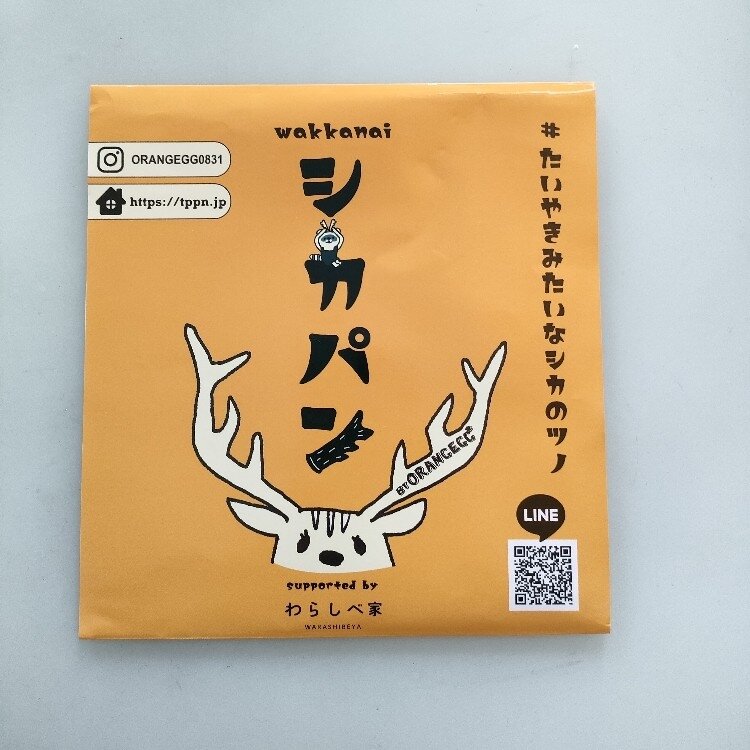 wakkanai
シカパン
ORANGEGG0831
https://tppn.jp
#たいやきみたいなシカのツノ
BY ORANGEGG
LINE
supported by
わらしべ家
WARASHIBEYA